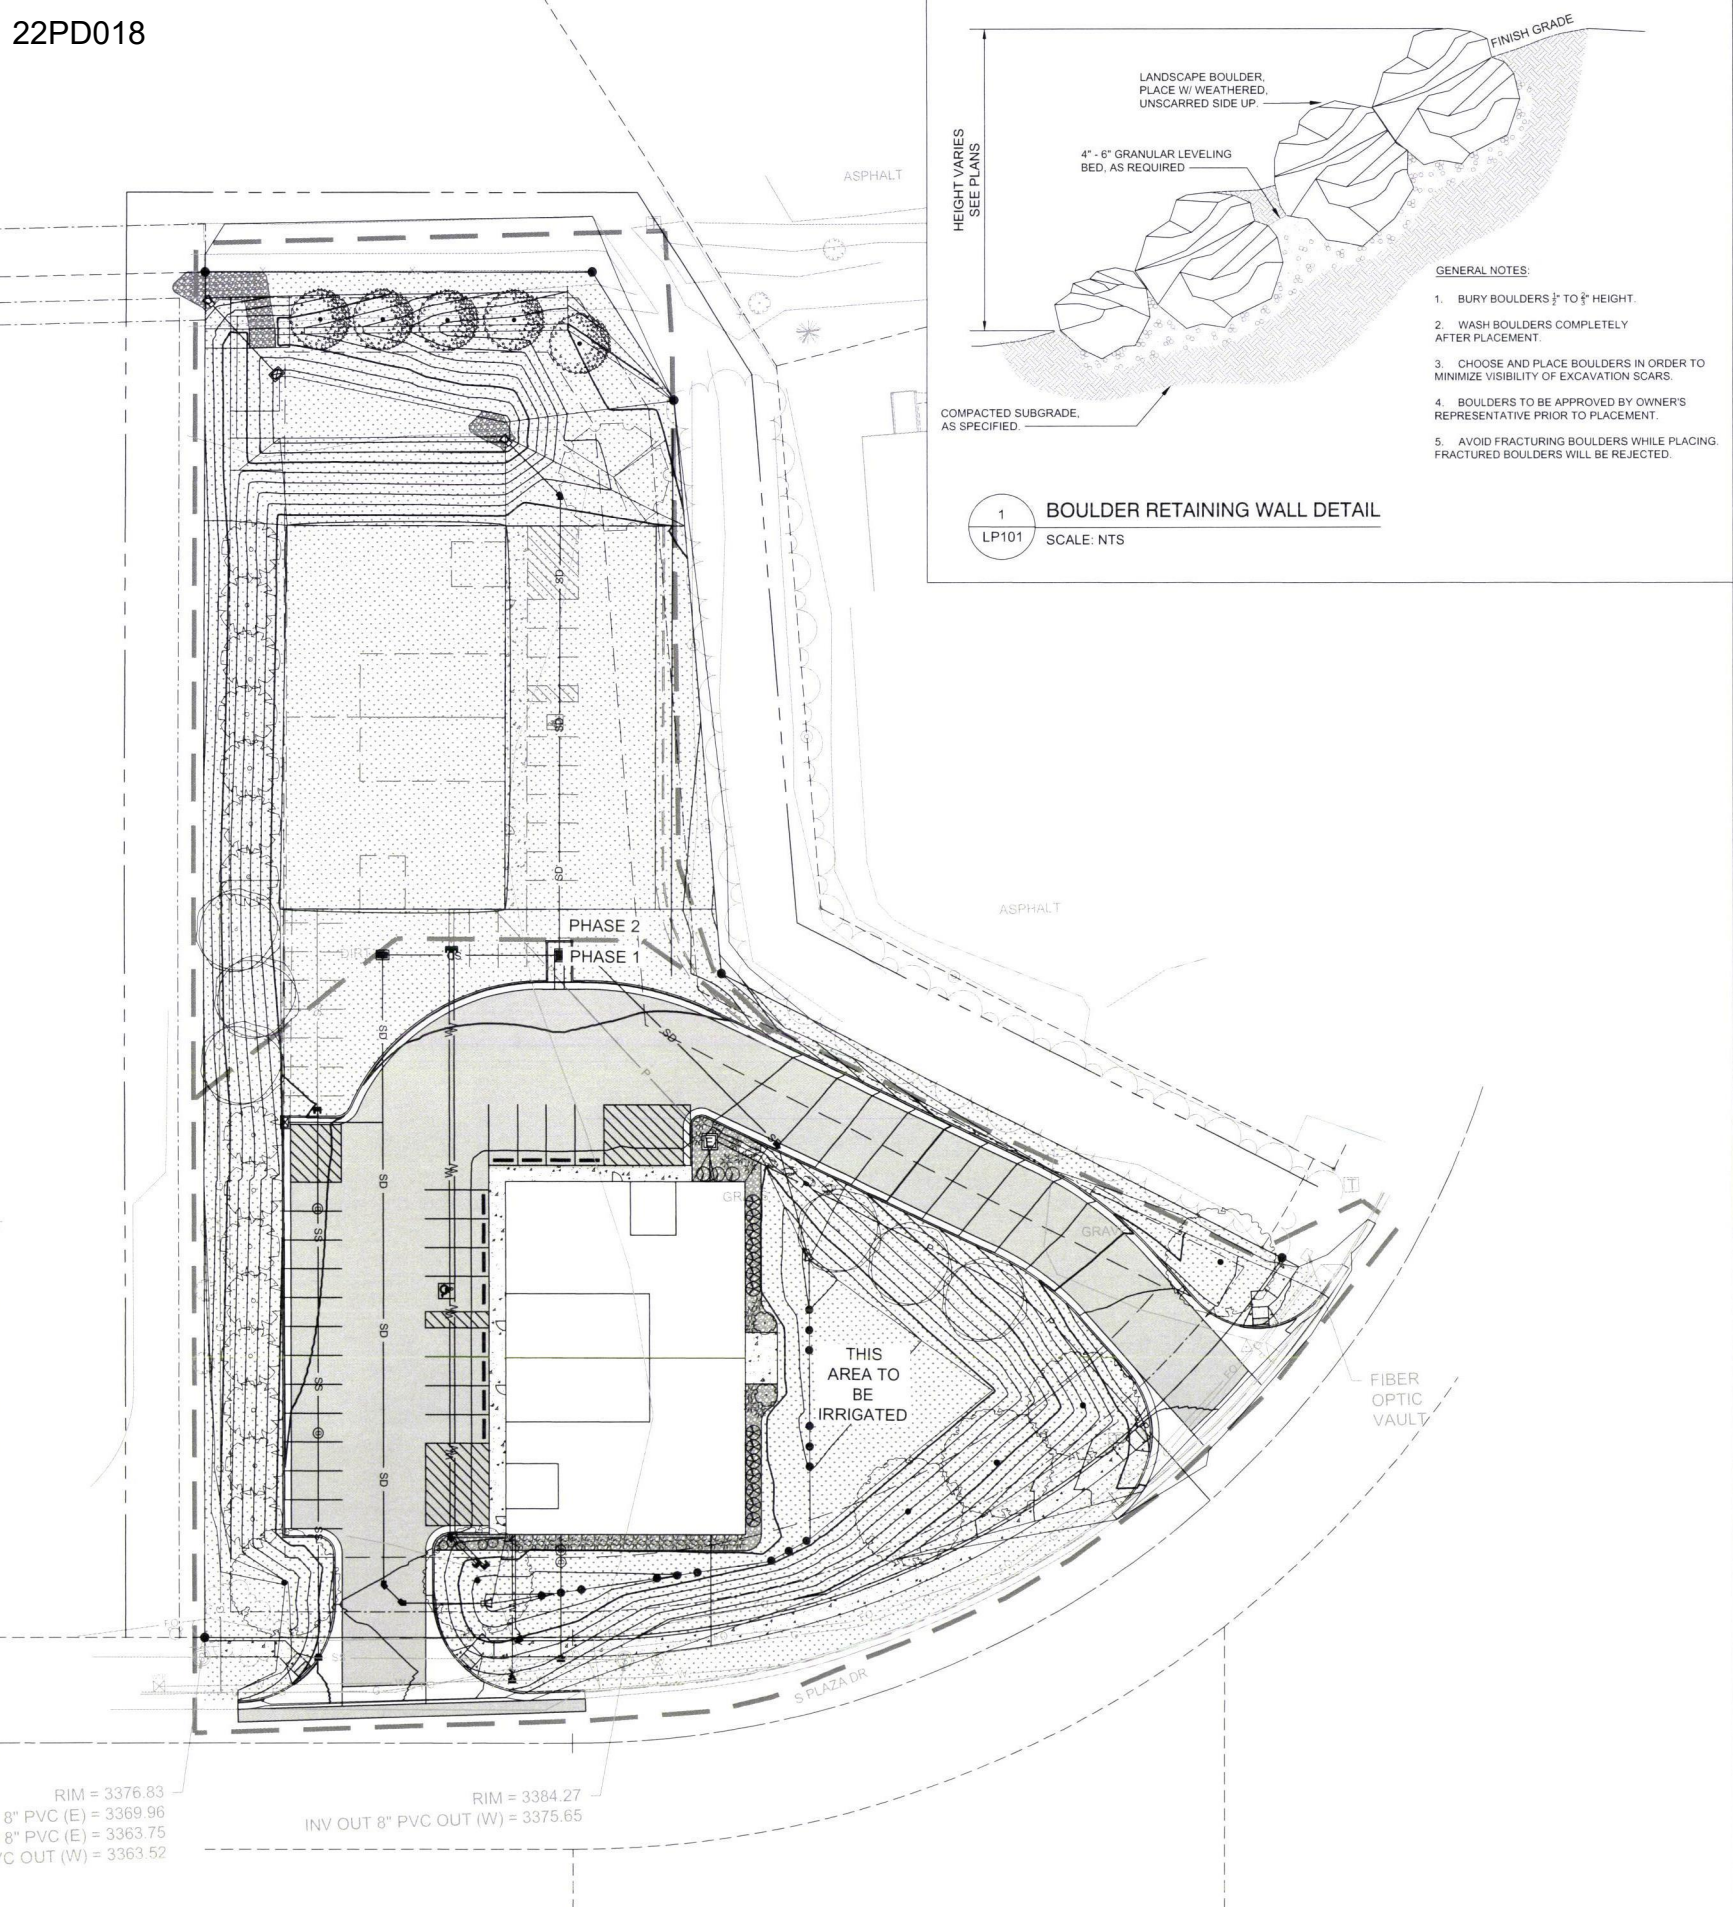 22PD018
FINISH GRADE
LANDSCAPE BOULDER,
PLACE W/ WEATHERED,
UNSCARRED SIDE UP.
HEIGHT VARIES
SEE PLANS
4" - 6" GRANULAR LEVELING
BED, AS REQUIRED
GENERAL NOTES:
1. BURY BOULDERS TO HEIGHT.
2. WASH BOULDERS COMPLETELY
AFTER PLACEMENT.
3. CHOOSE AND PLACE BOULDERS IN ORDER TO
MINIMIZE VISIBILITY OF EXCAVATION SCARS.
4. BOULDERS TO BE APPROVED BY OWNER'S
REPRESENTATIVE PRIOR TO PLACEMENT.
5. AVOID FRACTURING BOULDERS WHILE PLACING.
FRACTURED BOULDERS WILL BE REJECTED.
COMPACTED SUBGRADE,
AS SPECIFIED.
1
LP101
BOULDER RETAINING WALL DETAIL
SCALE: NTS
ASPHALT
SD
SD
SD
ASPHALT
PHASE 2
PHASE 1
SD
SD
P
W
E
T
SD
W
SS
SD
SS
SD
SS
THIS
AREA TO
BE
IRRIGATED
FIBER
OPTIC
VAULT
S PLAZA DR
RIM = 3376.83
8" PVC (E) = 3369.96
8" PVC (E) = 3363.75
OUT (W) = 3363.52
RIM = 3384.27
INV OUT 8" PVC OUT (W) = 3375.65